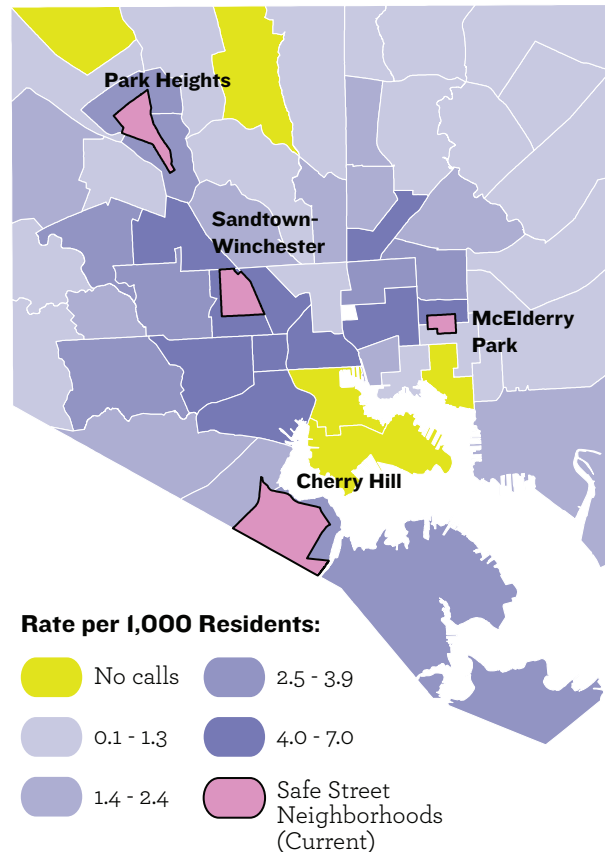 Park Heights
Sandtown-
Winchester
McElderry
Park
Cherry Hill
Rate per 1,000 Residents:
No calls
2.5 - 3.9
0.1 - 1.3
4.0 - 7.0
1.4 - 2.4
Safe Street
Neighborhoods
(Current)